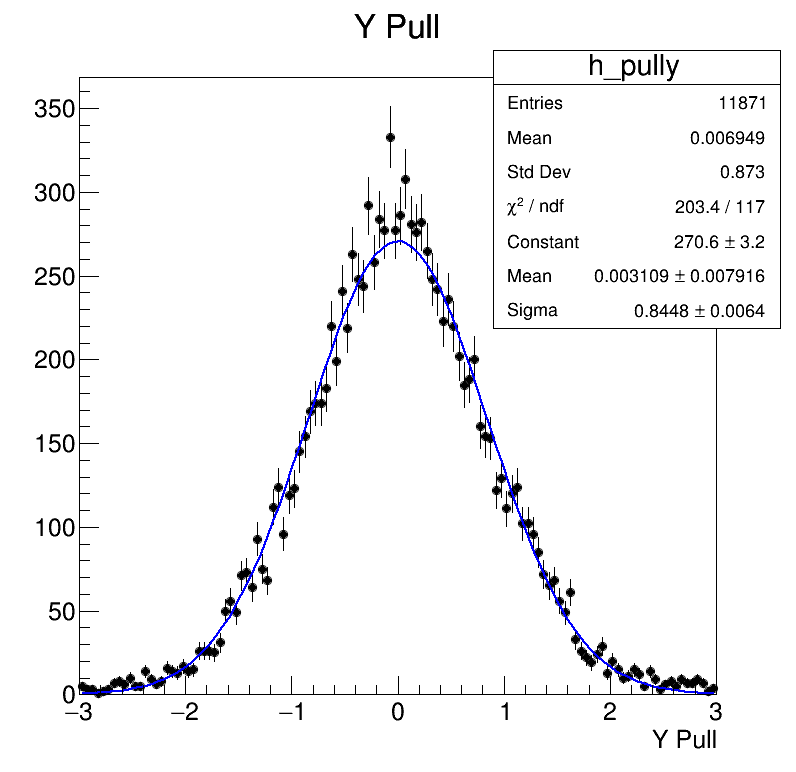 Y Pull
h_pully
Entries 11871
Mean 0.006949
Std Dev 0.873
χ² / ndf 203.4 / 117
Constant 270.6 ± 3.2
Mean 0.003109 ± 0.007916
Sigma 0.8448 ± 0.0064
350
300
250
200
150
100
50
0
−3 −2 −1 0 1 2 3
Y Pull